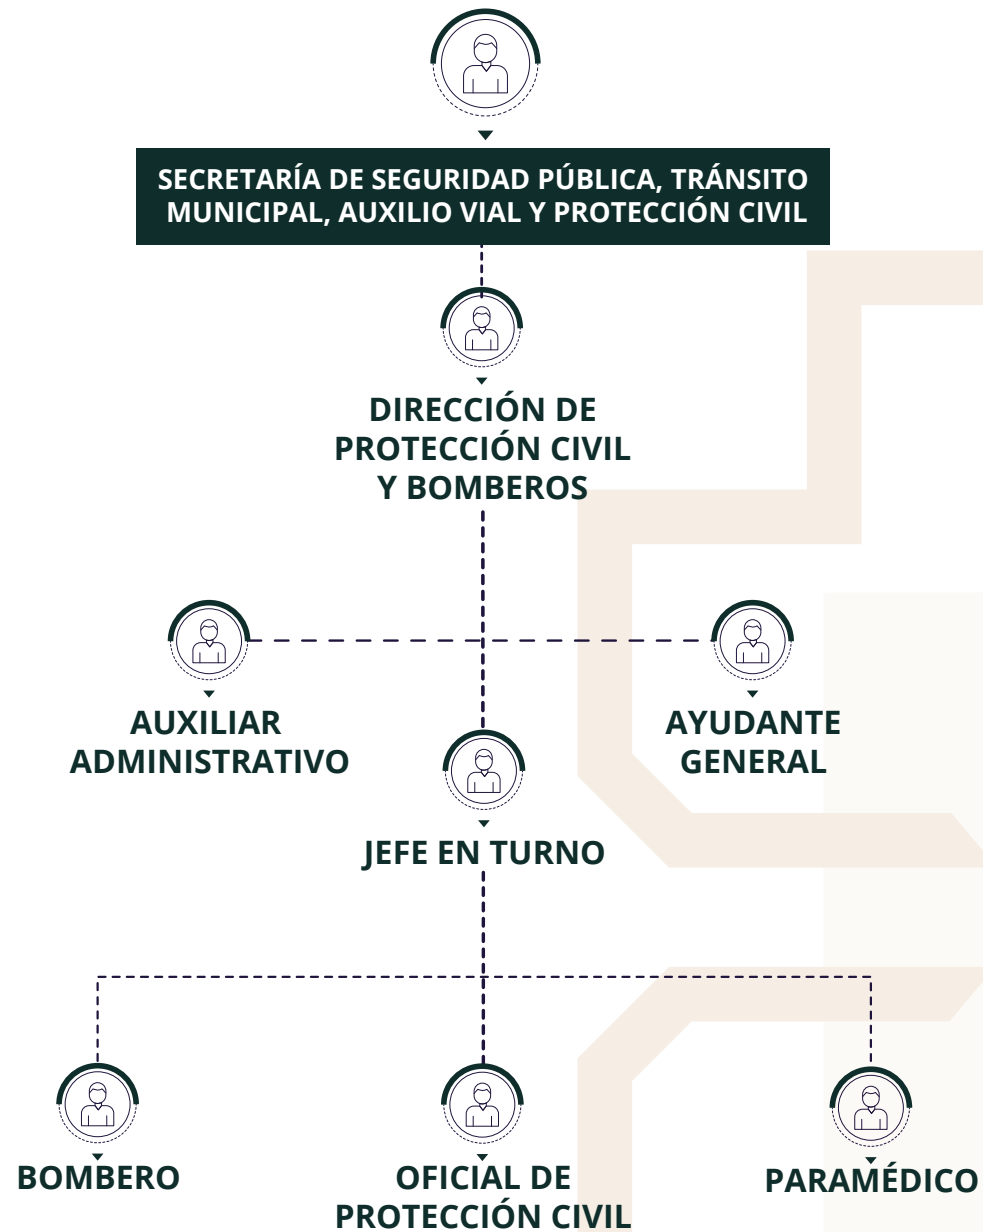 SECRETARÍA DE SEGURIDAD PÚBLICA, TRÁNSITO
MUNICIPAL, AUXILIO VIAL Y PROTECCIÓN CIVIL
DIRECCIÓN DE
PROTECCIÓN CIVIL
Y BOMBEROS
AUXILIAR
ADMINISTRATIVO
AYUDANTE
GENERAL
JEFE EN TURNO
BOMBERO
OFICIAL DE
PROTECCIÓN CIVIL
PARAMÉDICO